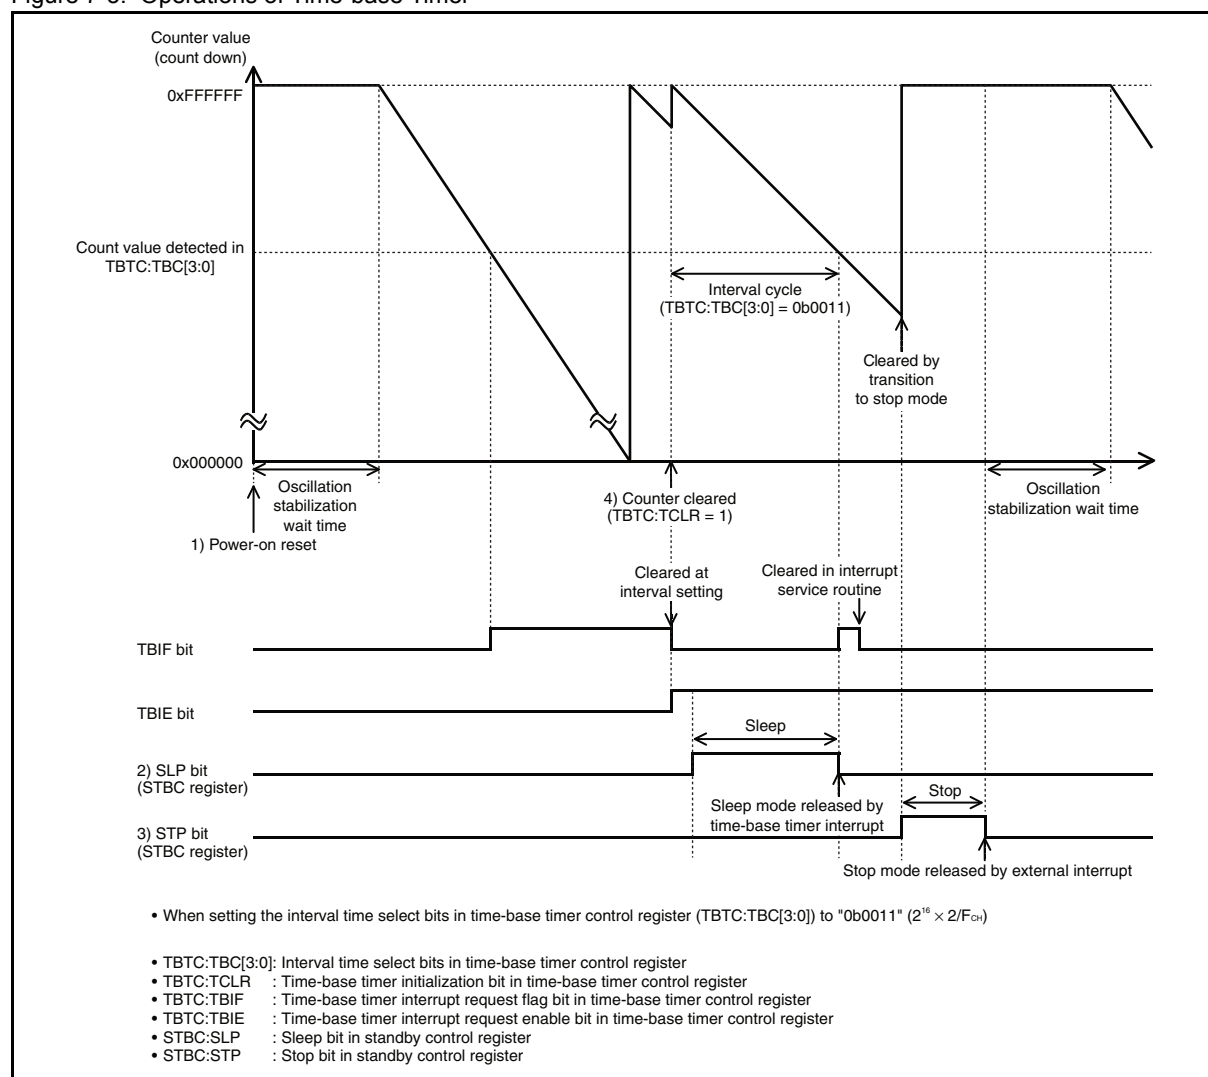 Figure 7-3. Operations of Time-base Timer
Counter value
(count down)
0xFFFFFF
Count value detected in
TBTC:TBC[3:0]
Interval cycle
(TBTC:TBC[3:0] = 0b0011)
Cleared by
transition
to stop mode
0x000000
Oscillation
stabilization
wait time
4) Counter cleared
(TBTC:TCLR = 1)
Oscillation
stabilization wait time
1) Power-on reset
Cleared at
interval setting
Cleared in interrupt
service routine
TBIF bit
TBIE bit
Sleep
2) SLP bit
(STBC register)
Sleep mode released by
time-base timer interrupt
Stop
3) STP bit
(STBC register)
Stop mode released by external interrupt
• When setting the interval time select bits in time-base timer control register (TBTC:TBC[3:0]) to "0b0011" (2¹⁶ × 2/FCH)
• TBTC:TBC[3:0]: Interval time select bits in time-base timer control register
• TBTC:TCLR : Time-base timer initialization bit in time-base timer control register
• TBTC:TBIF : Time-base timer interrupt request flag bit in time-base timer control register
• TBTC:TBIE : Time-base timer interrupt request enable bit in time-base timer control register
• STBC:SLP : Sleep bit in standby control register
• STBC:STP : Stop bit in standby control register